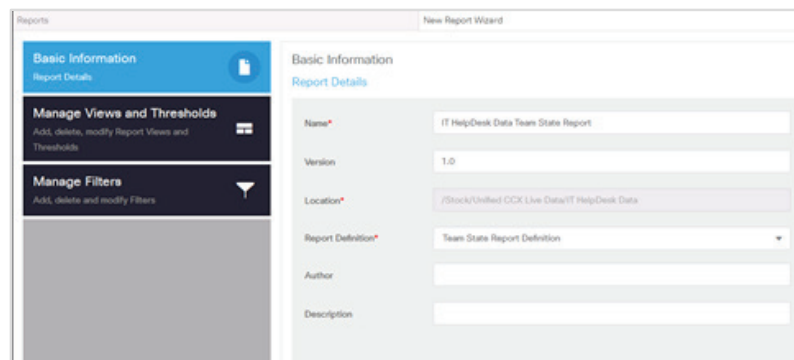 Reports
New Report Wizard
Basic Information
Report Details
Manage Views and Thresholds
Add, delete, modify Report Views and
Thresholds
Manage Filters
Add, delete and modify Filters
Basic Information
Report Details
Name*
IT HelpDesk Data Team State Report
Version
1.0
Location*
/Stock/Unified CCX Live Data/IT HelpDesk Data
Report Definition*
Team State Report Definition
Author
Description